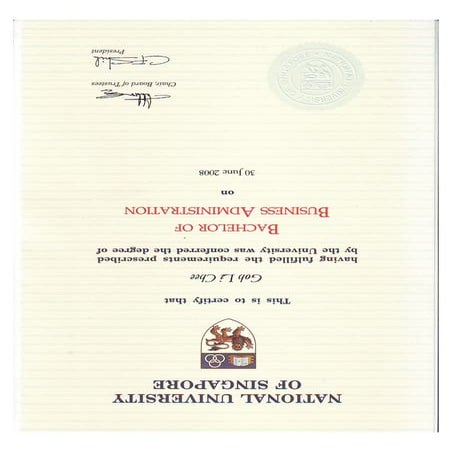 NATIONAL UNIVERSITY
OF SINGAPORE
This is to certify that
Goh Li Chee
having fulfilled the requirements prescribed
by the University was conferred the degree of
BACHELOR OF
BUSINESS ADMINISTRATION
on
30 June 2008
Chair, Board of Trustees
President